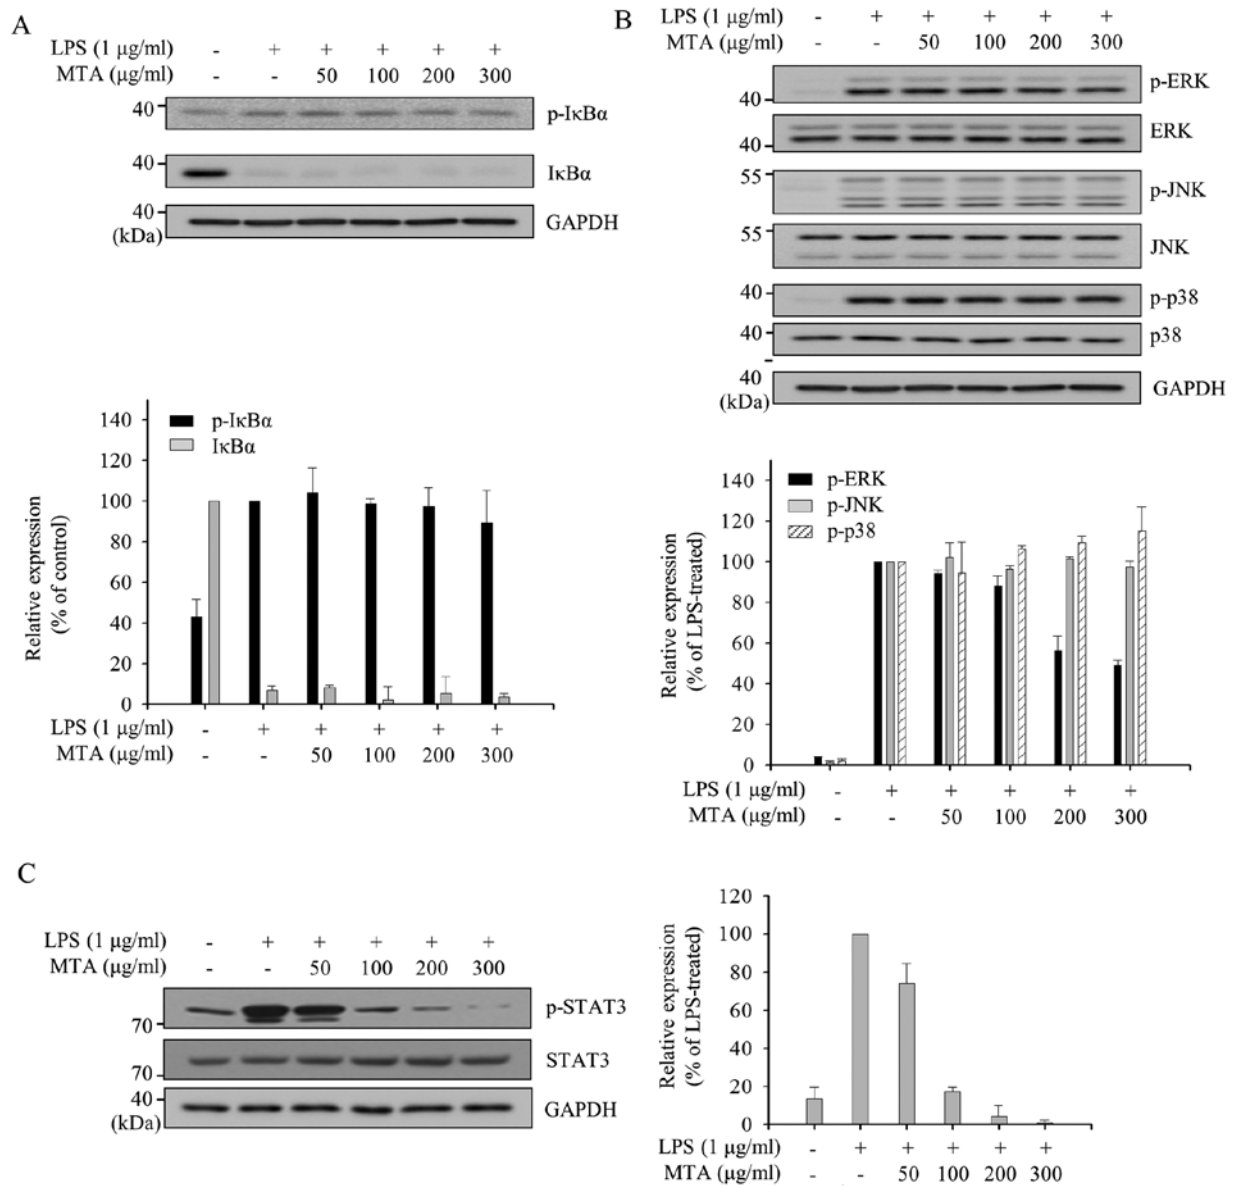 A
LPS (1 μg/ml) - + + + + +
MTA (μg/ml) - - 50 100 200 300
40 p-IκBα
40 IκBα
40 GAPDH
(kDa)
140
120
100
80
60
40
20
0
Relative expression
(% of control)
p-IκBα
IκBα
LPS (1 μg/ml) - + + + + +
MTA (μg/ml) - - 50 100 200 300
B
LPS (1 μg/ml) - + + + + +
MTA (μg/ml) - - 50 100 200 300
40 p-ERK
40 ERK
55 p-JNK
55 JNK
40 p-p38
40 p38
40 GAPDH
(kDa)
140
120
100
80
60
40
20
0
Relative expression
(% of LPS-treated)
p-ERK
p-JNK
p-p38
LPS (1 μg/ml) - + + + + +
MTA (μg/ml) - - 50 100 200 300
C
LPS (1 μg/ml) - + + + + +
MTA (μg/ml) - - 50 100 200 300
70 p-STAT3
70 STAT3
40 GAPDH
(kDa)
120
100
80
60
40
20
0
Relative expression
(% of LPS-treated)
LPS (1 μg/ml) - + + + + +
MTA (μg/ml) - - 50 100 200 300